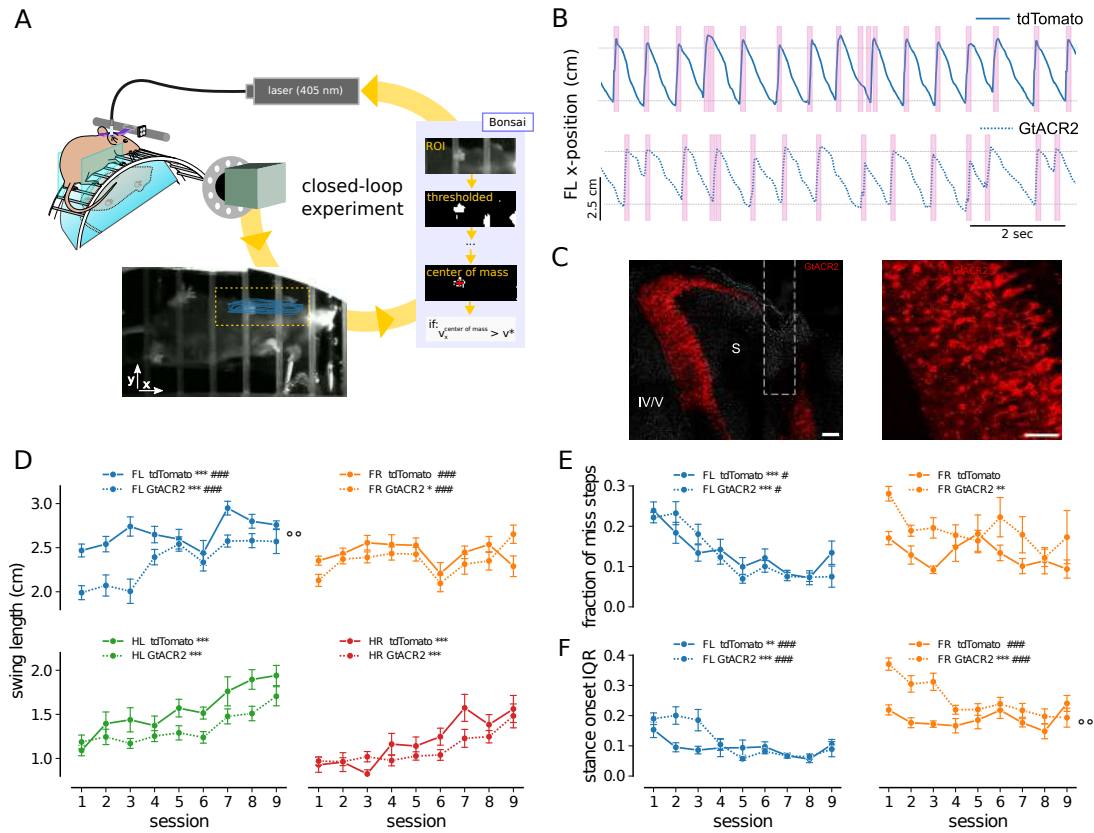 A
laser (405 nm)
Bonsai
ROI
thresholded
...
center of mass
if:
v_x^center of mass > v*
closed-loop
experiment
y
x
B
FL x-position (cm)
tdTomato
GtACR2
2.5 cm
2 sec
C
GtACR2
S
IV/V
GtACR2
D
swing length (cm)
FL tdTomato *** ###
FL GtACR2 *** ###
3.0
2.5
2.0
°°
FR tdTomato ###
FR GtACR2 * ###
HL tdTomato ***
HL GtACR2 ***
2.0
1.5
1.0
1 2 3 4 5 6 7 8 9
session
HR tdTomato ***
HR GtACR2 ***
1 2 3 4 5 6 7 8 9
session
E
fraction of miss steps
FL tdTomato *** #
FL GtACR2 *** #
0.3
0.2
0.1
0.0
FR tdTomato
FR GtACR2 **
F
stance onset IQR
FL tdTomato ** ###
FL GtACR2 *** ###
0.4
0.3
0.2
0.1
0.0
1 2 3 4 5 6 7 8 9
session
FR tdTomato ###
FR GtACR2 *** ###
°°
1 2 3 4 5 6 7 8 9
session